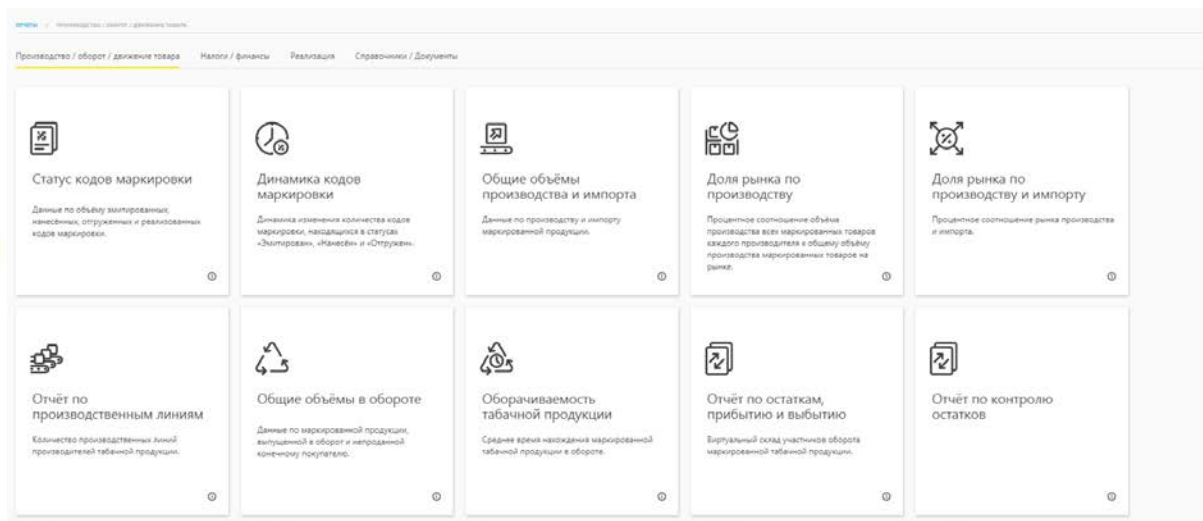 ОТЧЕТЫ / ПРОИЗВОДСТВО / ОБОРОТ / ДВИЖЕНИЕ ТОВАРА
Производство / оборот / движение товара Налоги / финансы Реализация Справочники / Документы
Статус кодов маркировки
Данные по объёму эмитированных,
нанесённых, отгруженных и реализованных
кодов маркировки.
Динамика кодов
маркировки
Динамика изменения количества кодов
маркировки, находящихся в статусах
«Эмитирован», «Нанесён» и «Отгружен».
Общие объёмы
производства и импорта
Данные по производству и импорту
маркированной продукции.
Доля рынка по
производству
Процентное соотношение объёма
производства всех маркированных товаров
каждого производителя к общему объёму
производства маркированных товаров на
рынке.
Доля рынка по
производству и импорту
Процентное соотношение рынка производства
и импорта.
Отчёт по
производственным линиям
Количество производственных линий
производителей табачной продукции.
Общие объёмы в обороте
Данные по маркированной продукции,
выпущенной в оборот и непроданной
конечному покупателю.
Оборачиваемость
табачной продукции
Среднее время нахождения маркированной
табачной продукции в обороте.
Отчёт по остаткам,
прибытию и выбытию
Виртуальный склад участников оборота
маркированной табачной продукции.
Отчёт по контролю
остатков